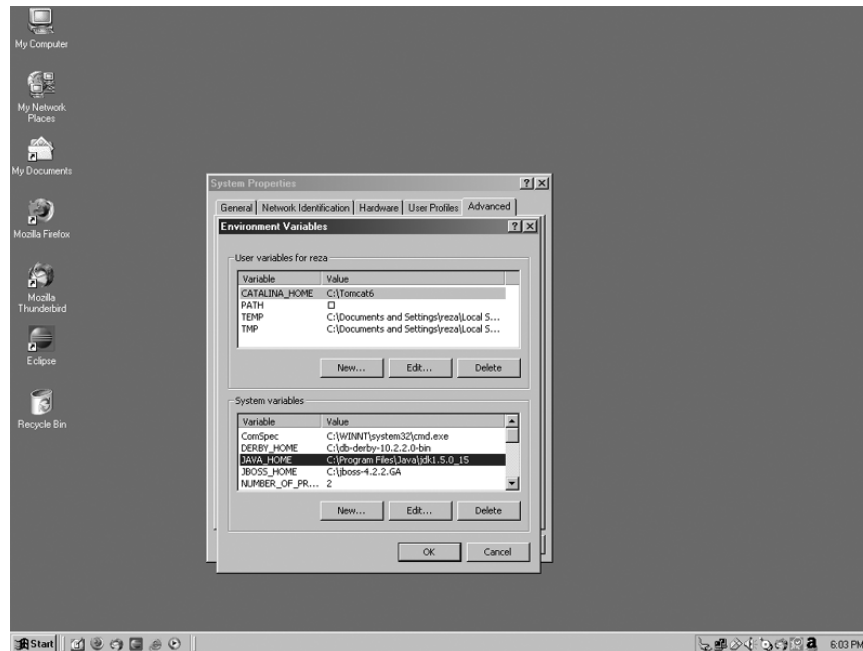 My Computer
My Network
Places
My Documents
Mozilla Firefox
Mozilla
Thunderbird
Eclipse
Recycle Bin
System Properties
General Network Identification Hardware User Profiles Advanced
Environment Variables
User variables for reza
Variable Value
CATALINA_HOME C:\Tomcat6
PATH
TEMP C:\Documents and Settings\reza\Local S...
TMP C:\Documents and Settings\reza\Local S...
New... Edit... Delete
System variables
Variable Value
ComSpec C:\WINNT\system32\cmd.exe
DERBY_HOME C:\db-derby-10.2.2.0-bin
JAVA_HOME C:\Program Files\Java\jdk1.5.0_15
JBOSS_HOME C:\jboss-4.2.2.GA
NUMBER_OF_PR... 2
New... Edit... Delete
OK Cancel
Start a 6:03 PM